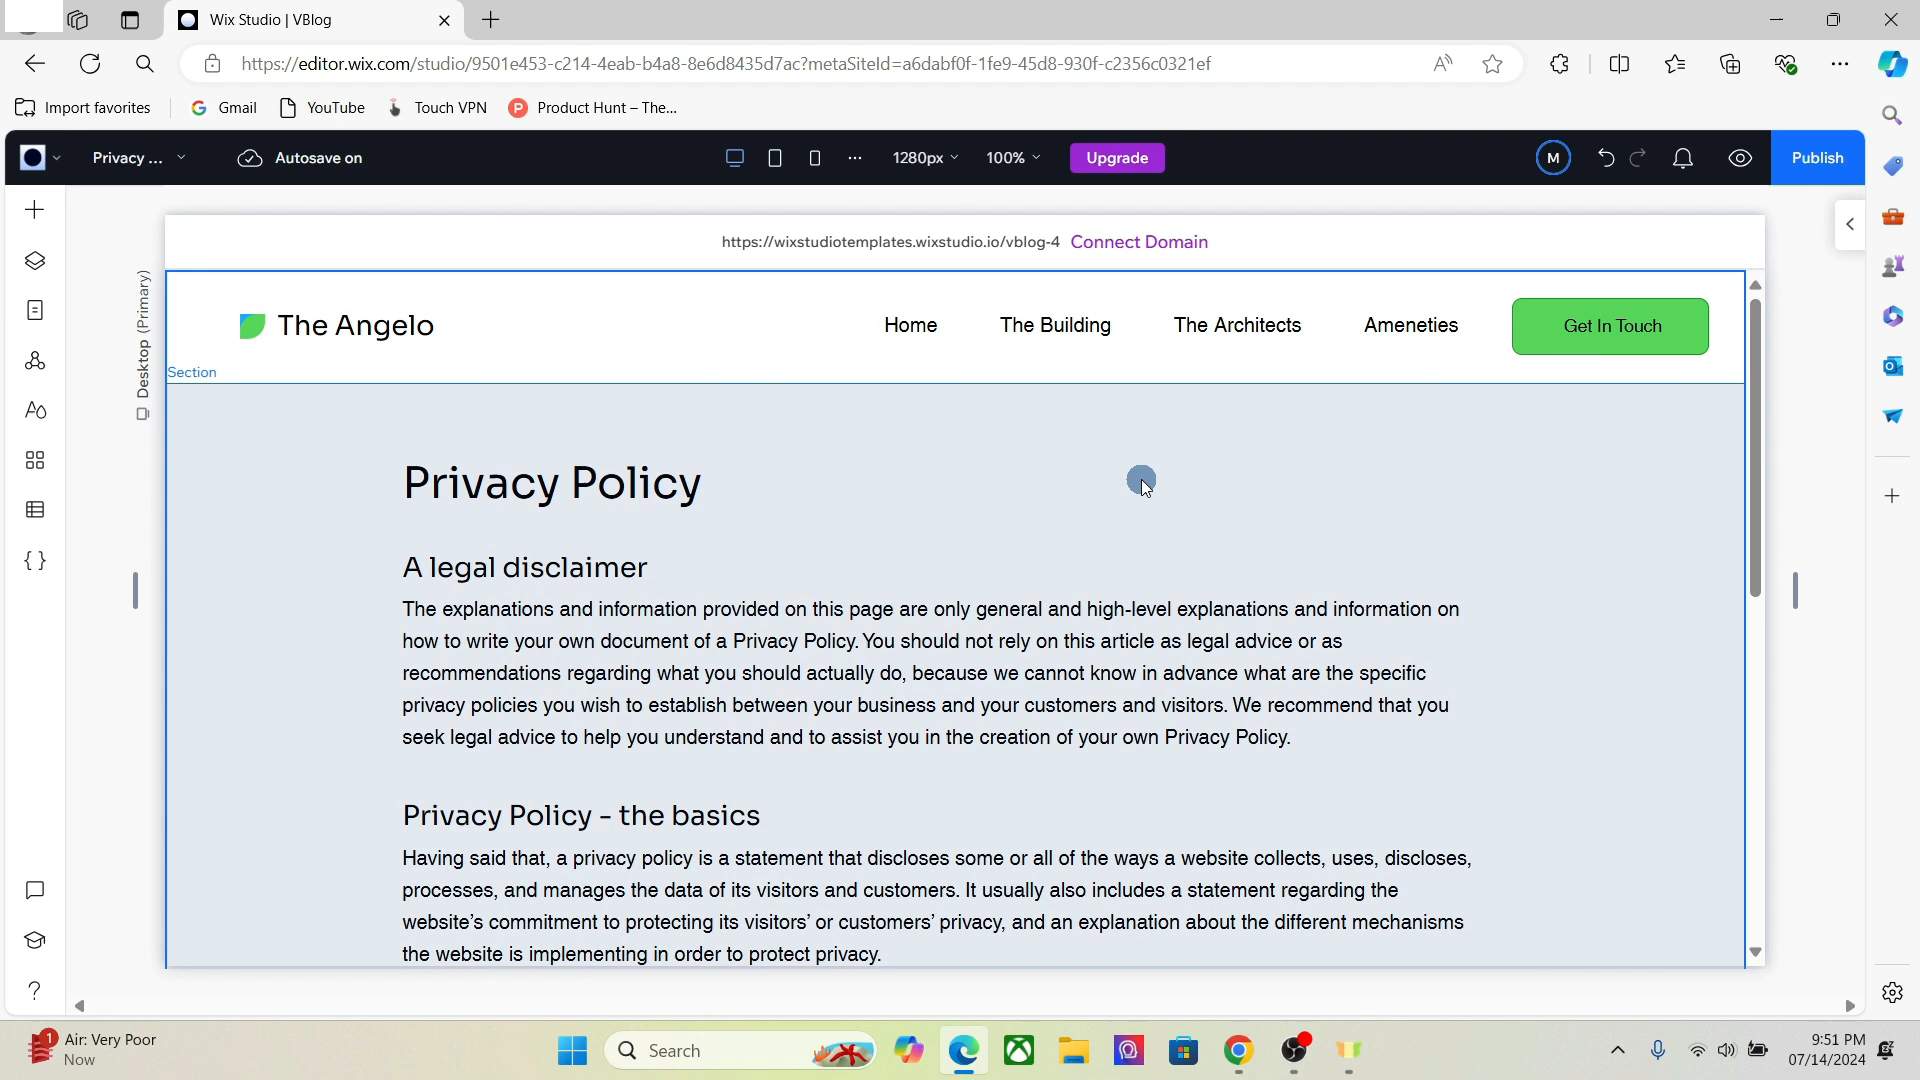 Wix Studio | VBlog
https://editor.wix.com/studio/9501e453-c214-4eab-b4a8-8e6d8435d7ac?metaSiteId=a6dabf0f-1fe9-45d8-930f-c2356c0321ef
Import favorites
Gmail
YouTube
Touch VPN
Product Hunt – The...
Privacy ...
Autosave on
1280px
100%
Upgrade
M
Publish
https://wixstudiotemplates.wixstudio.io/vblog-4 Connect Domain
Desktop (Primary)
The Angelo
Home
The Building
The Architects
Ameneties
Get In Touch
Section
Privacy Policy
A legal disclaimer
The explanations and information provided on this page are only general and high-level explanations and information on
how to write your own document of a Privacy Policy. You should not rely on this article as legal advice or as
recommendations regarding what you should actually do, because we cannot know in advance what are the specific
privacy policies you wish to establish between your business and your customers and visitors. We recommend that you
seek legal advice to help you understand and to assist you in the creation of your own Privacy Policy.
Privacy Policy - the basics
Having said that, a privacy policy is a statement that discloses some or all of the ways a website collects, uses, discloses,
processes, and manages the data of its visitors and customers. It usually also includes a statement regarding the
website's commitment to protecting its visitors' or customers' privacy, and an explanation about the different mechanisms
the website is implementing in order to protect privacy.
1
Air: Very Poor
Now
Search
9:51 PM
07/14/2024